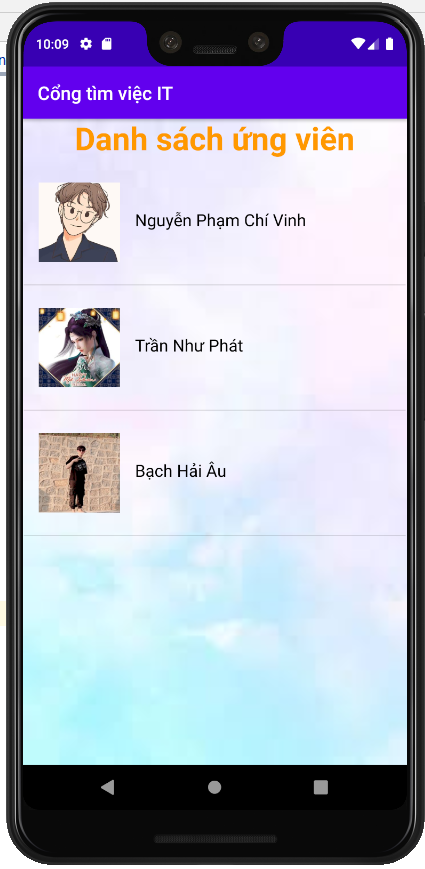 10:09
Cổng tìm việc IT
Danh sách ứng viên
Nguyễn Phạm Chí Vinh
Trần Như Phát
Bạch Hải Âu